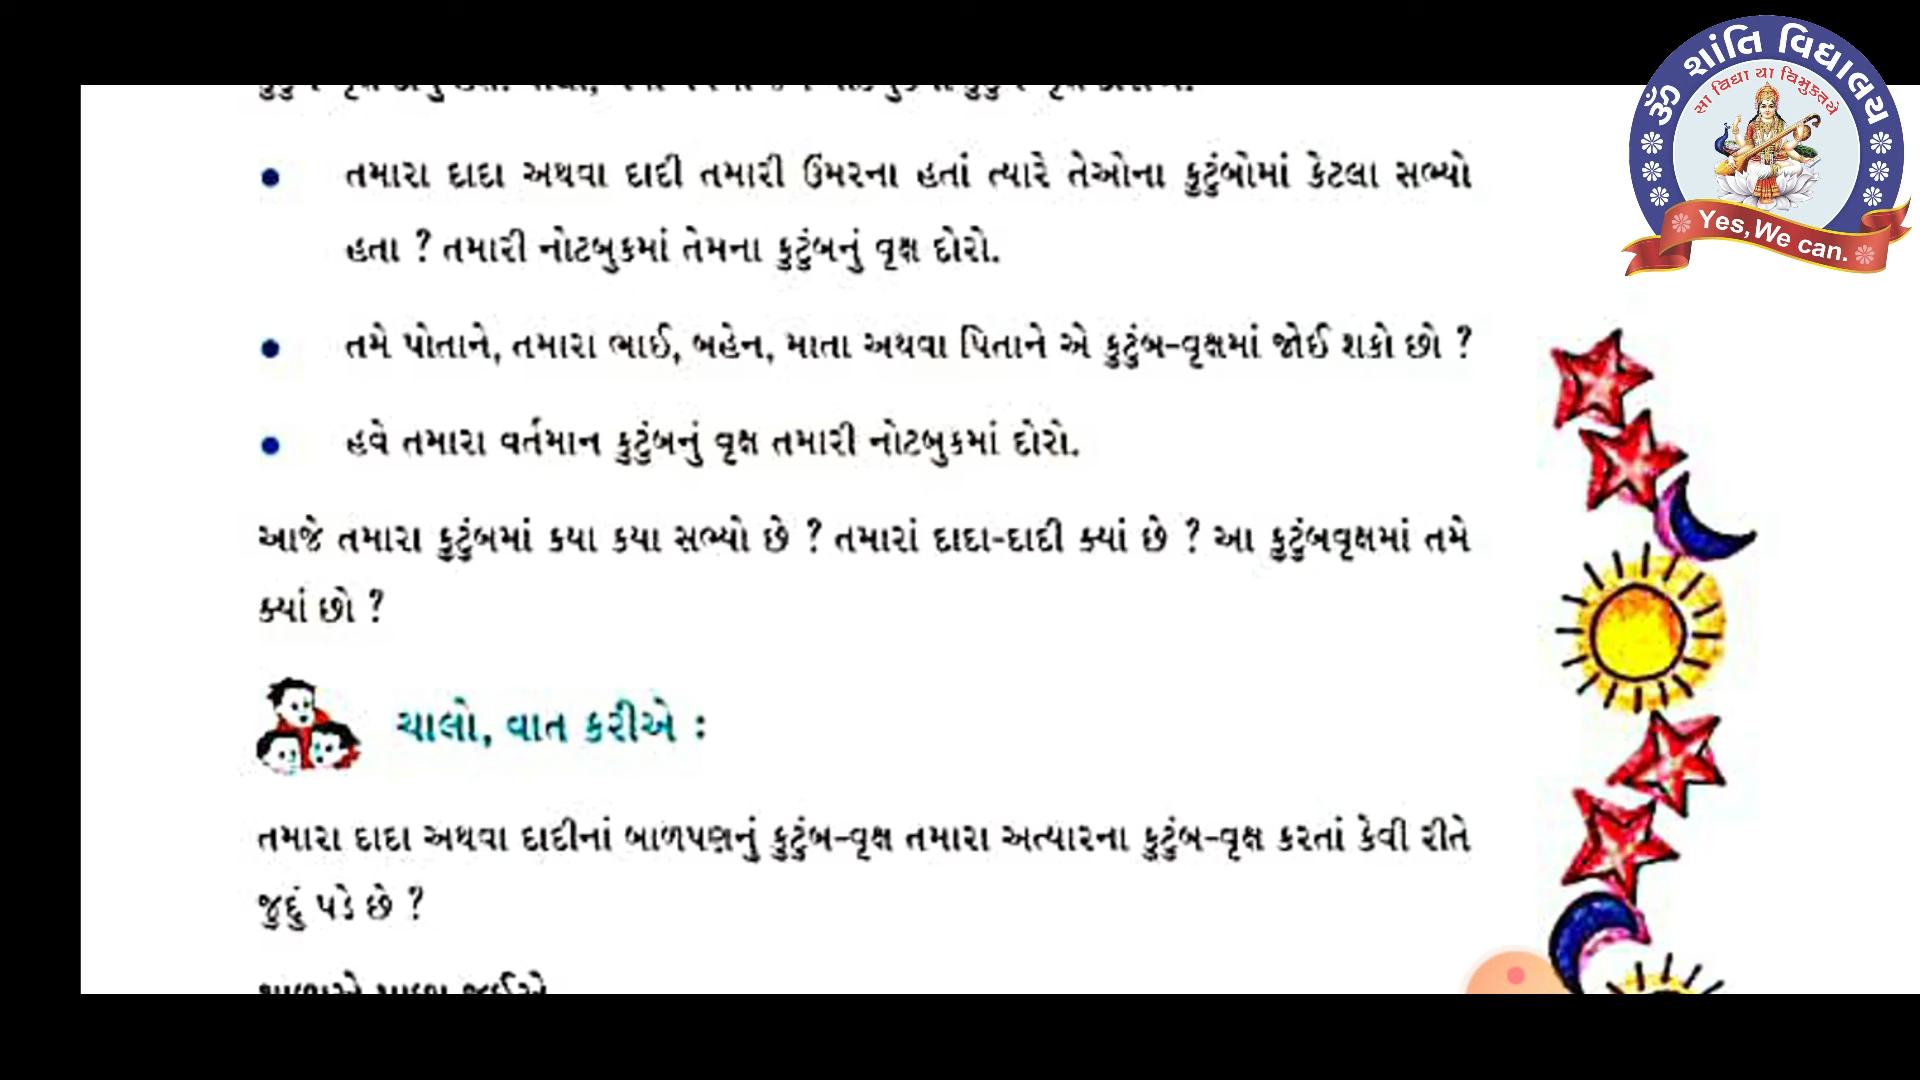 ૐ શાંતિ વિદ્યાલય
સા વિદ્યા યા વિમુક્તયે
Yes,We can.
• તમારા દાદા અથવા દાદી તમારી ઉંમરના હતાં ત્યારે તેઓના કુટુંબોમાં કેટલા સભ્યો
હતા ? તમારી નોટબુકમાં તેમના કુટુંબનું વૃક્ષ દોરો.
• તમે પોતાને, તમારા ભાઈ, બહેન, માતા અથવા પિતાને એ કુટુંબ-વૃક્ષમાં જોઈ શકો છો ?
• હવે તમારા વર્તમાન કુટુંબનું વૃક્ષ તમારી નોટબુકમાં દોરો.
આજે તમારા કુટુંબમાં કયા કયા સભ્યો છે ? તમારાં દાદા-દાદી ક્યાં છે ? આ કુટુંબવૃક્ષમાં તમે
ક્યાં છો ?
ચાલો, વાત કરીએ :
તમારા દાદા અથવા દાદીનાં બાળપણનું કુટુંબ-વૃક્ષ તમારા અત્યારના કુટુંબ-વૃક્ષ કરતાં કેવી રીતે
જુદું પડે છે ?